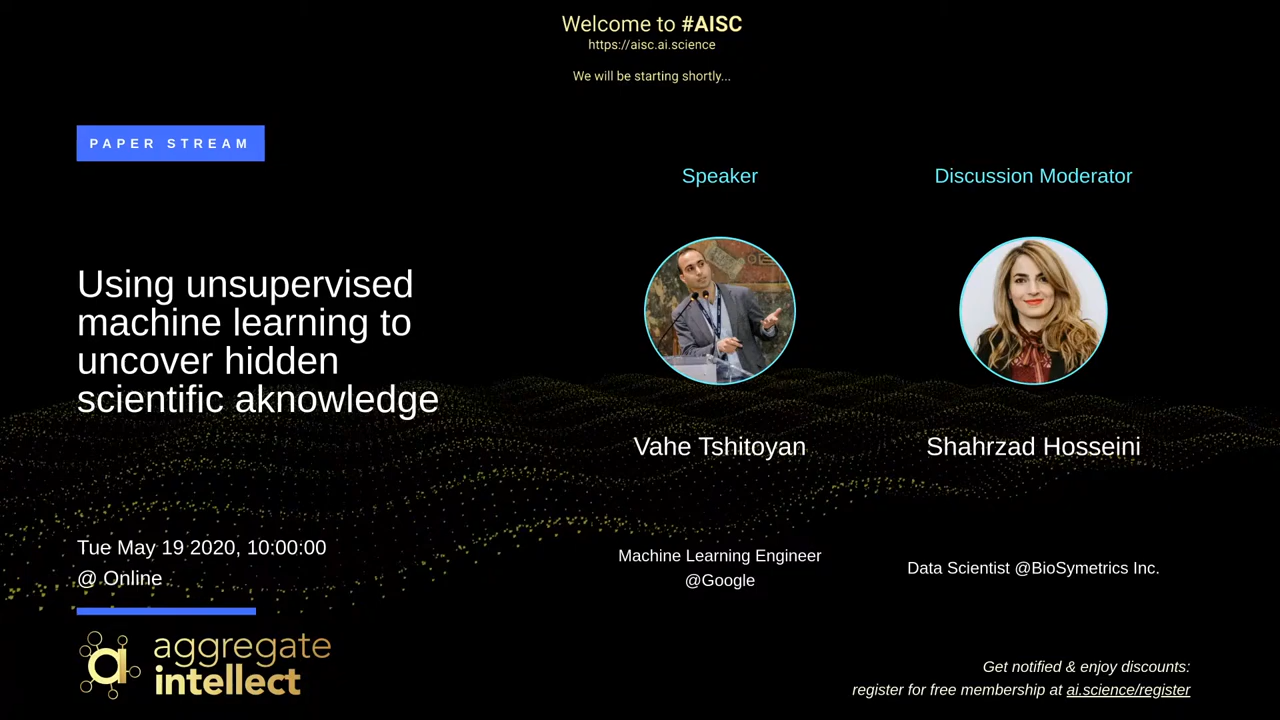 Welcome to #AISC
https://aisc.ai.science
We will be starting shortly...
PAPER STREAM
Using unsupervised
machine learning to
uncover hidden
scientific aknowledge
Tue May 19 2020, 10:00:00
@ Online
aggregate
intellect
Speaker
Vahe Tshitoyan
Machine Learning Engineer
@Google
Discussion Moderator
Shahrzad Hosseini
Data Scientist @BioSymetrics Inc.
Get notified & enjoy discounts:
register for free membership at ai.science/register